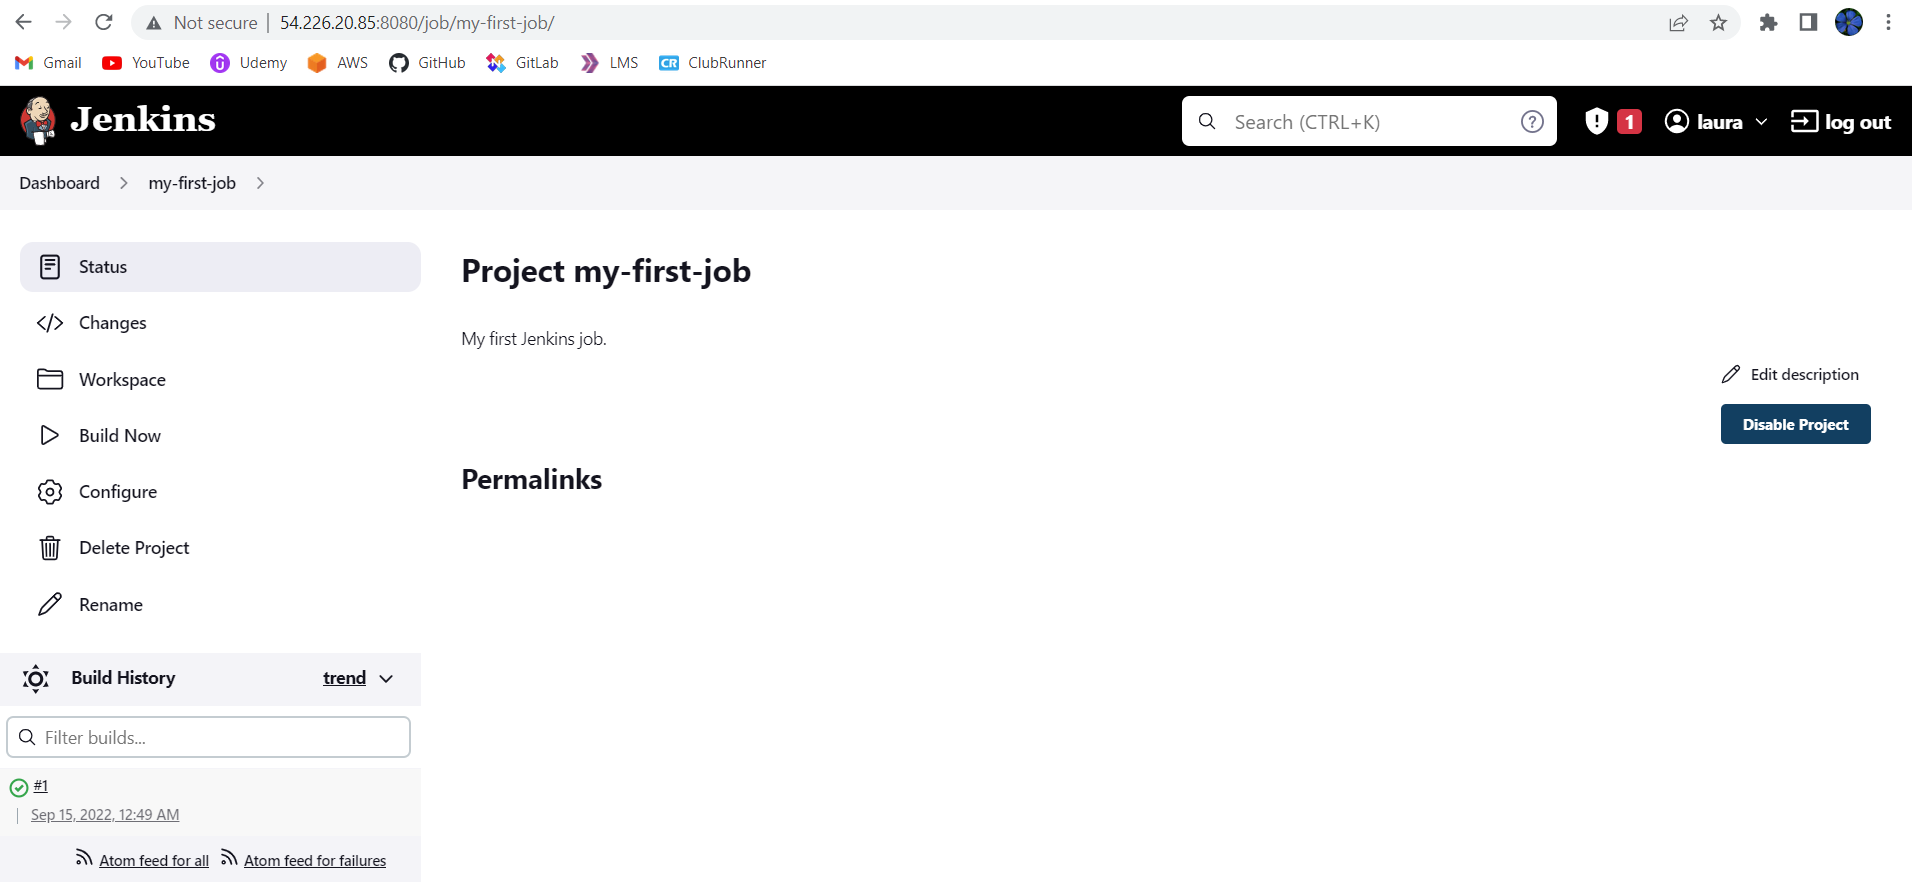 Not secure | 54.226.20.85:8080/job/my-first-job/
Gmail YouTube Udemy AWS GitHub GitLab LMS CR ClubRunner
Jenkins Search (CTRL+K) ? 1 laura log out
Dashboard my-first-job
Status
Changes
Workspace
Build Now
Configure
Delete Project
Rename
Build History trend
Filter builds...
#1
Sep 15, 2022, 12:49 AM
Atom feed for all Atom feed for failures
Project my-first-job
My first Jenkins job.
Edit description
Disable Project
Permalinks